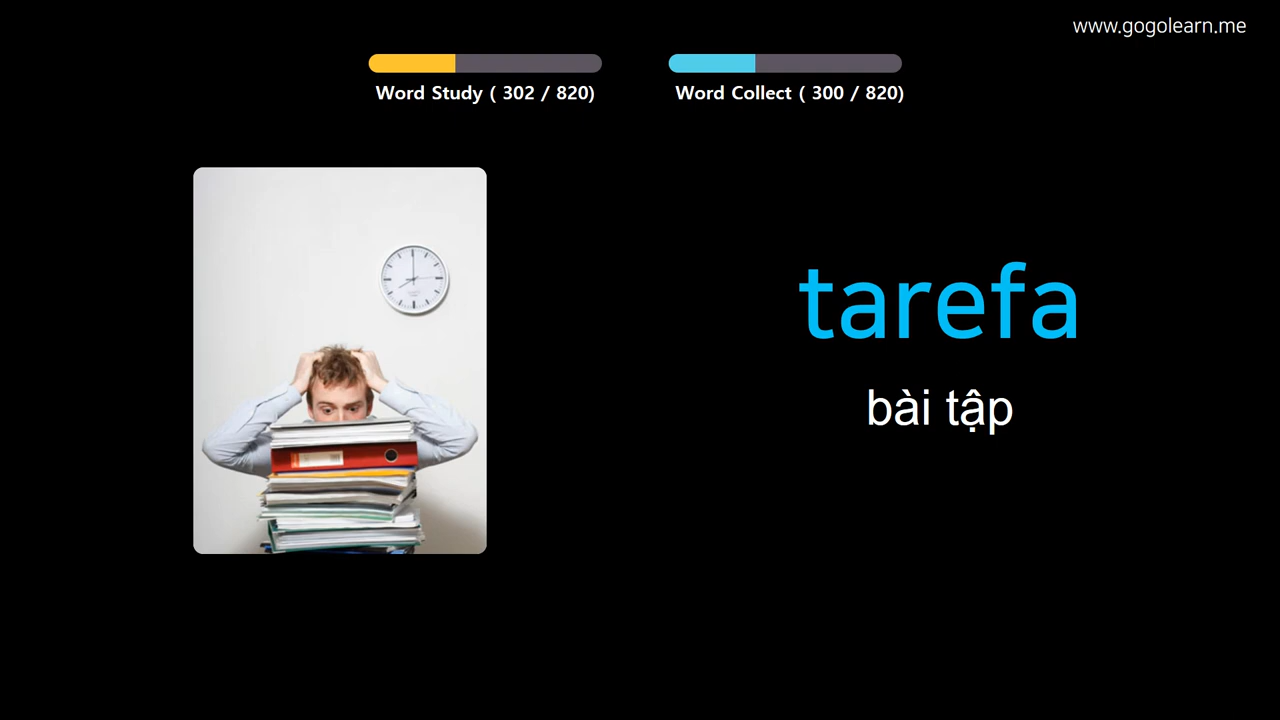 www.gogolearn.me
Word Study ( 302 / 820)
Word Collect ( 300 / 820)
tarefa
bài tập